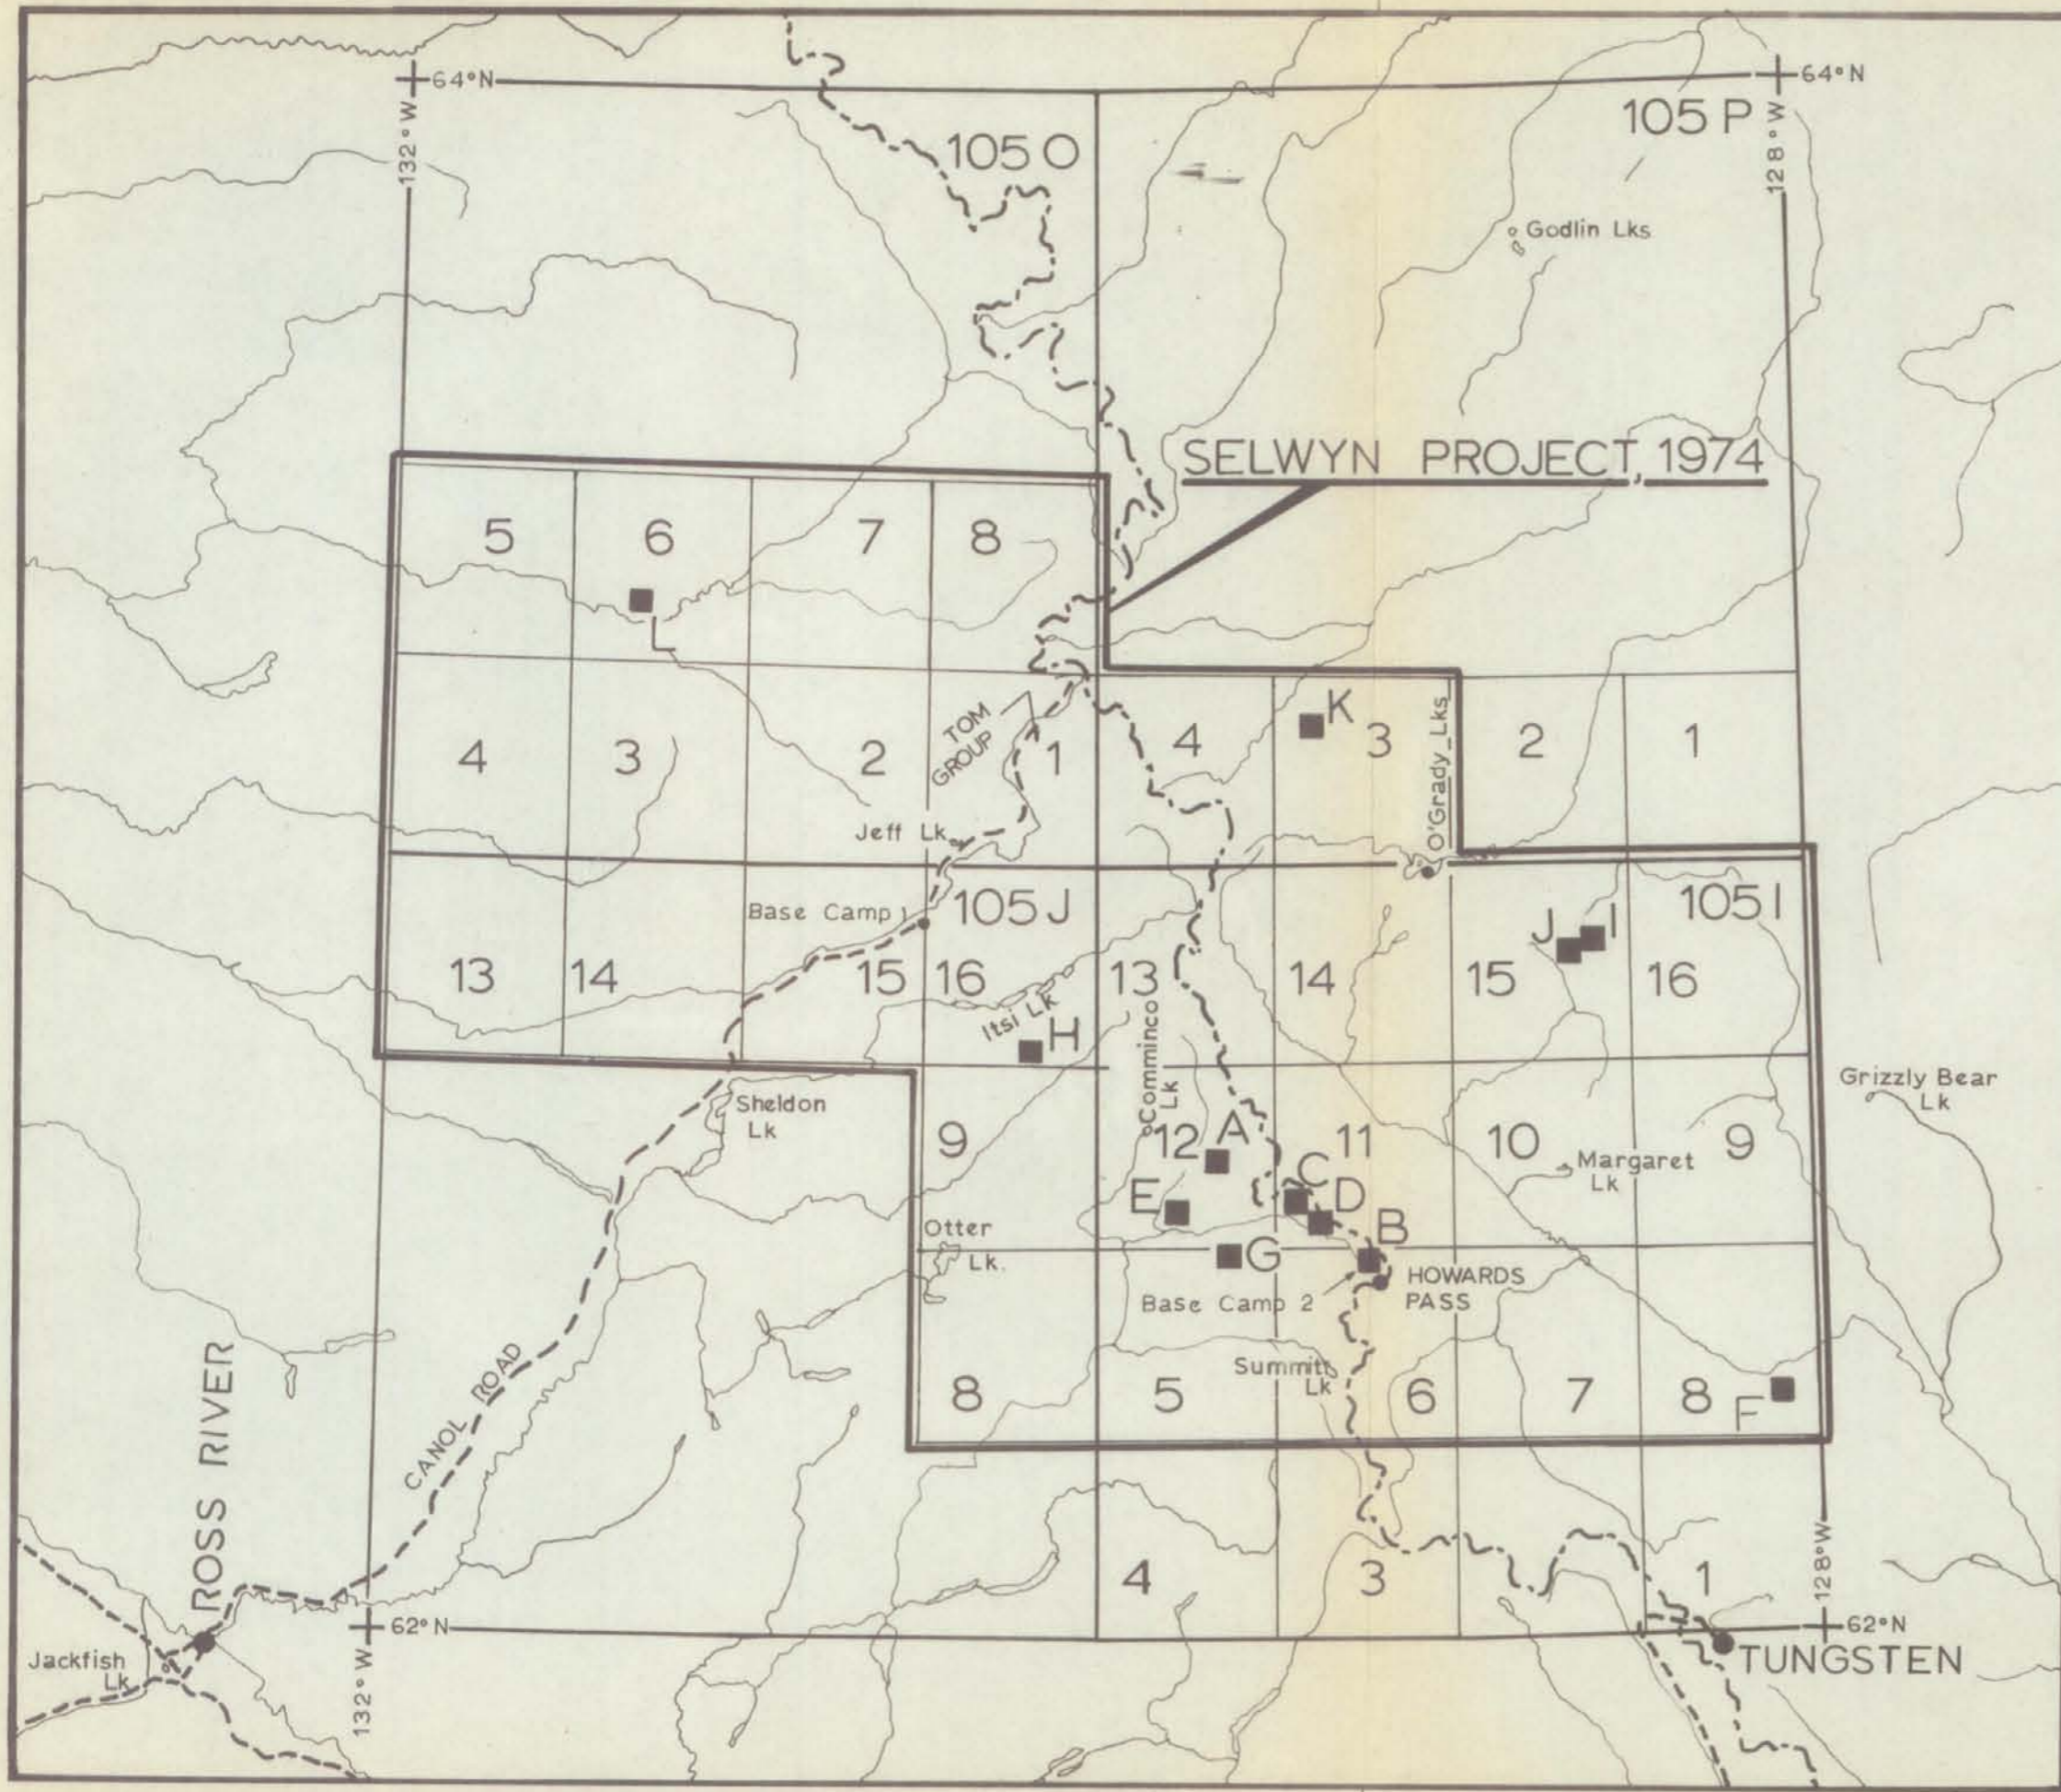 64°N
64°N
132°W
128°W
105 P
105 O
Godlin Lks
SELWYN PROJECT, 1974
5
6
7
8
L
TOM
GROUP
K
4
3
2
1
4
3
2
1
O'Grady Lks
Jeff Lk
Base Camp 1
105 J
105 I
J
I
13
14
15
16
13
14
15
16
Itsi Lk
H
Comminco
Lk
Sheldon
Lk
Grizzly Bear
Lk
9
12
A
11
10
9
Margaret
Lk
C
E
D
B
Otter
Lk.
G
HOWARDS
PASS
Base Camp 2
Summit
Lk
8
5
6
7
8
F
CANOL ROAD
ROSS RIVER
4
3
1
128°W
62°N
62°N
132°W
Jackfish
Lk
TUNGSTEN